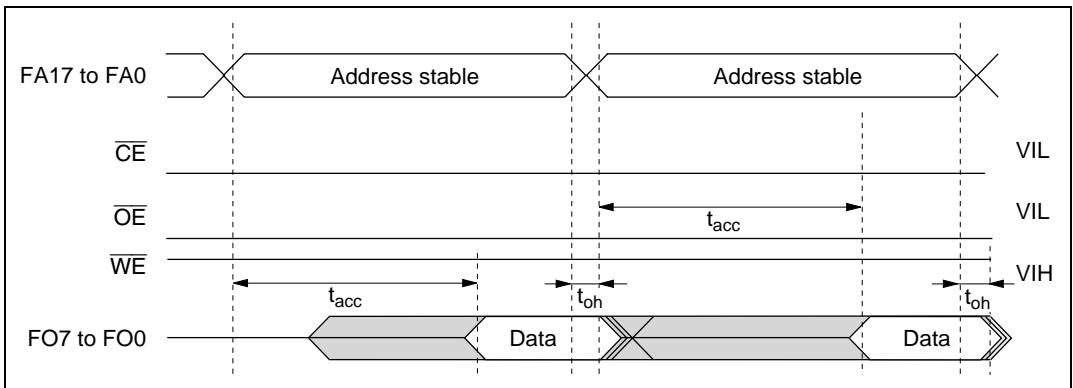 FA17 to FA0
Address stable
Address stable
CE
VIL
OE
tacc
VIL
WE
VIH
tacc
toh
toh
FO7 to FO0
Data
Data